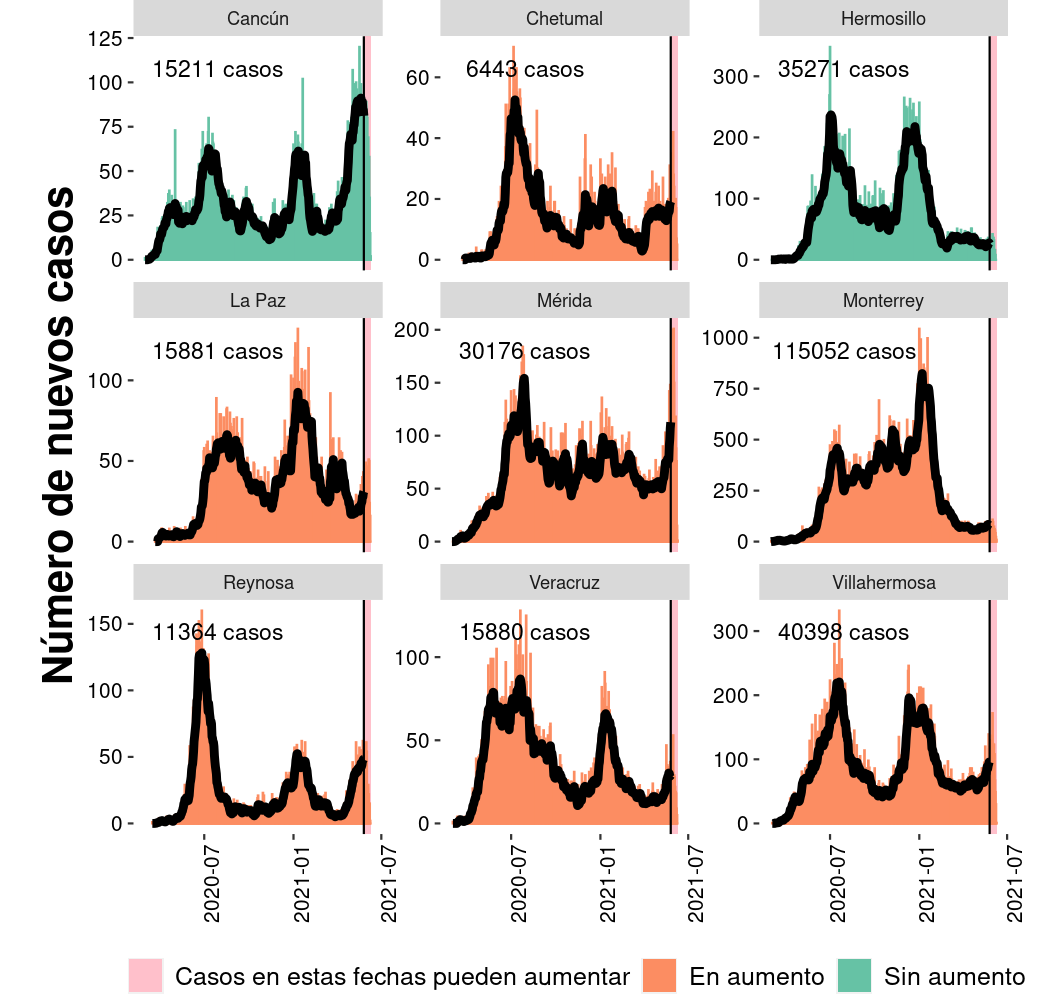 Número de nuevos casos
Cancún
125
100
75
50
25
0
15211 casos
Chetumal
60
40
20
0
6443 casos
Hermosillo
300
200
100
0
35271 casos
La Paz
100
50
0
15881 casos
Mérida
200
150
100
50
0
30176 casos
Monterrey
1000
750
500
250
0
115052 casos
Reynosa
150
100
50
0
11364 casos
2020-07
2021-01
2021-07
Veracruz
100
50
0
15880 casos
2020-07
2021-01
2021-07
Villahermosa
300
200
100
0
40398 casos
2020-07
2021-01
2021-07
Casos en estas fechas pueden aumentar
En aumento
Sin aumento